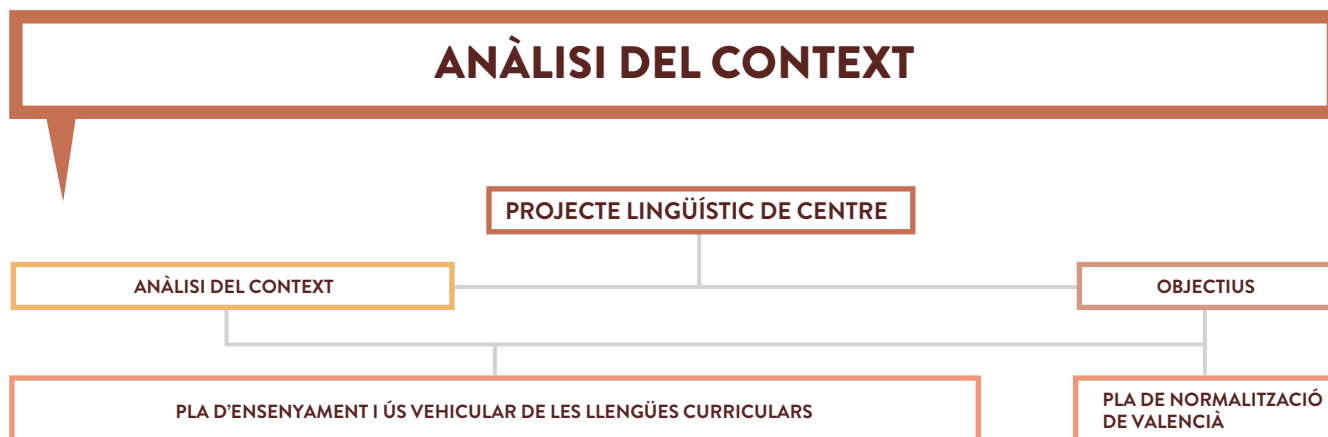 ANÀLISI DEL CONTEXT
PROJECTE LINGÜÍSTIC DE CENTRE
ANÀLISI DEL CONTEXT
OBJECTIUS
PLA D'ENSENYAMENT I ÚS VEHICULAR DE LES LLENGÜES CURRICULARS
PLA DE NORMALITZACIÓ
DE VALENCIÀ